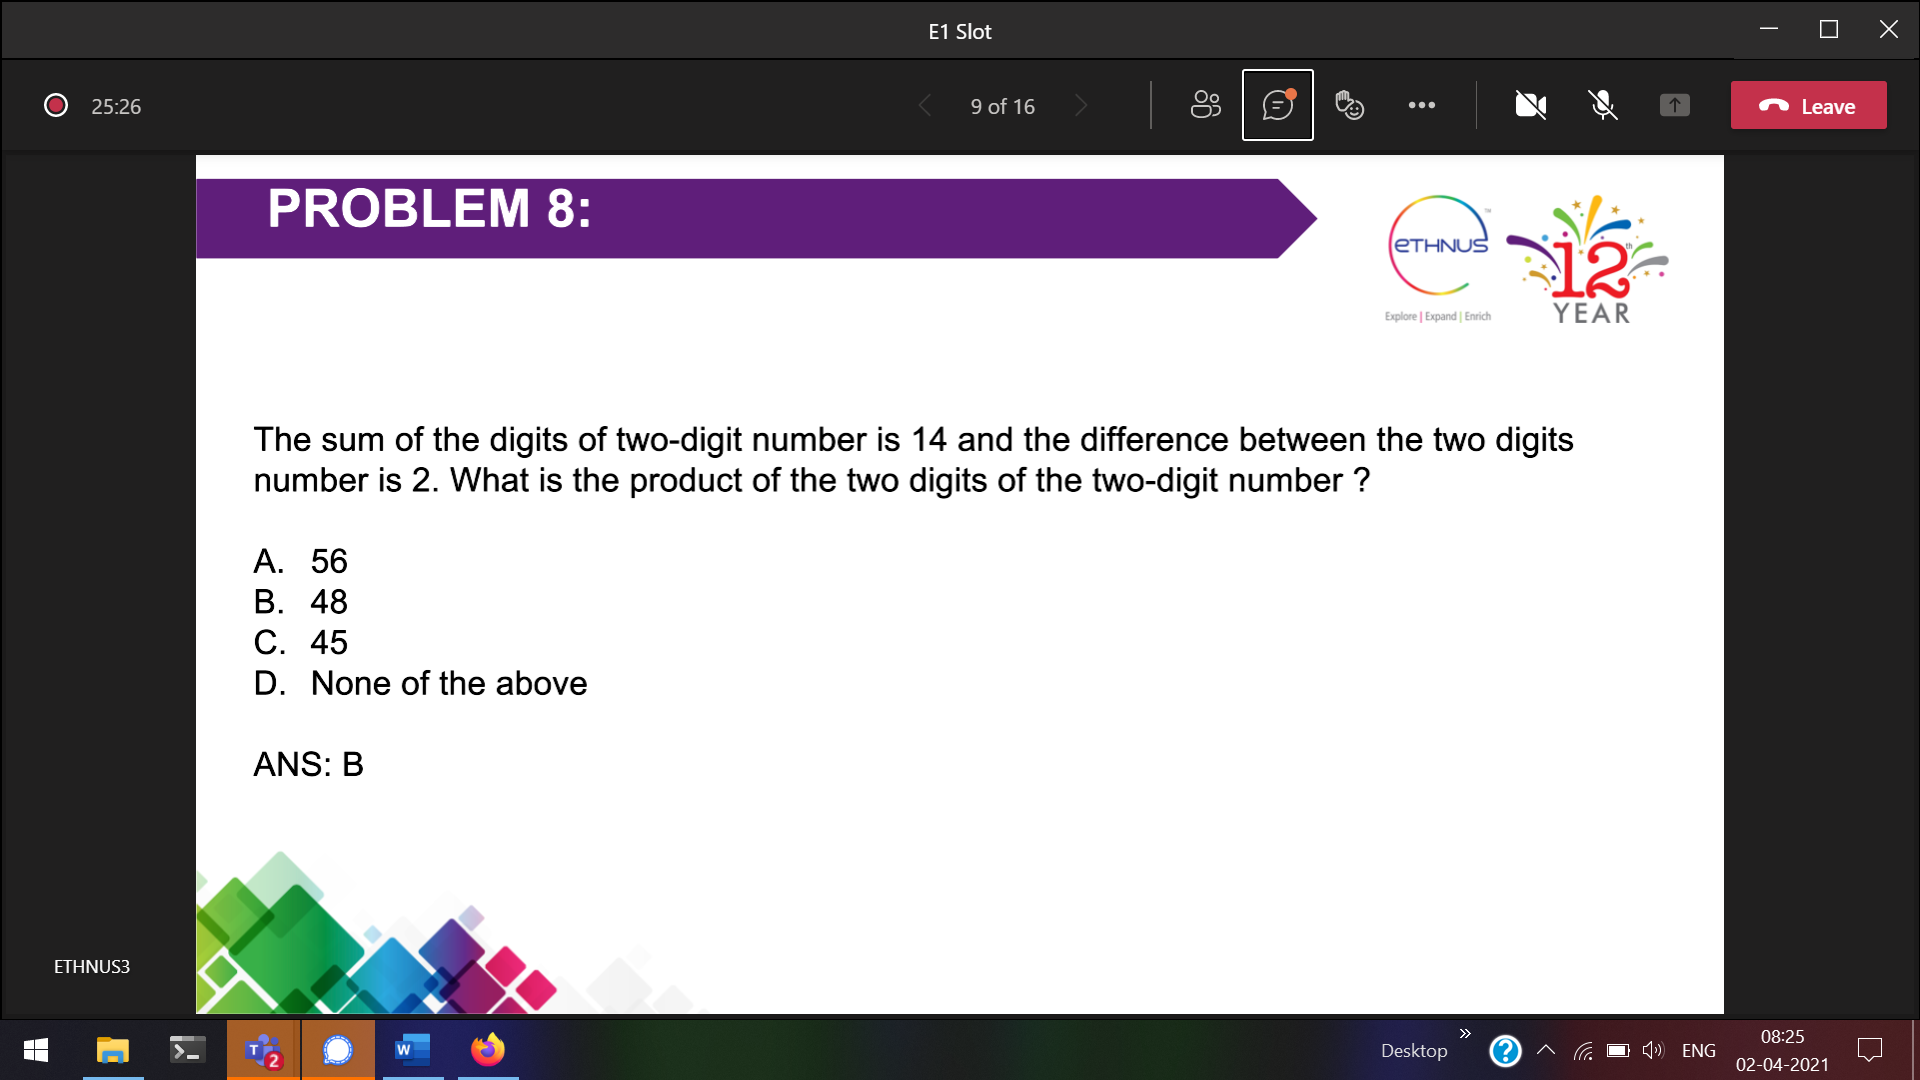 E1 Slot
25:26
9 of 16
Leave
PROBLEM 8:
eTHNUS
TM
Explore | Expand | Enrich
12th
YEAR
The sum of the digits of two-digit number is 14 and the difference between the two digits
number is 2. What is the product of the two digits of the two-digit number ?
A. 56
B. 48
C. 45
D. None of the above
ANS: B
ETHNUS3
T
2
W
Desktop
»
?
ENG
08:25
02-04-2021